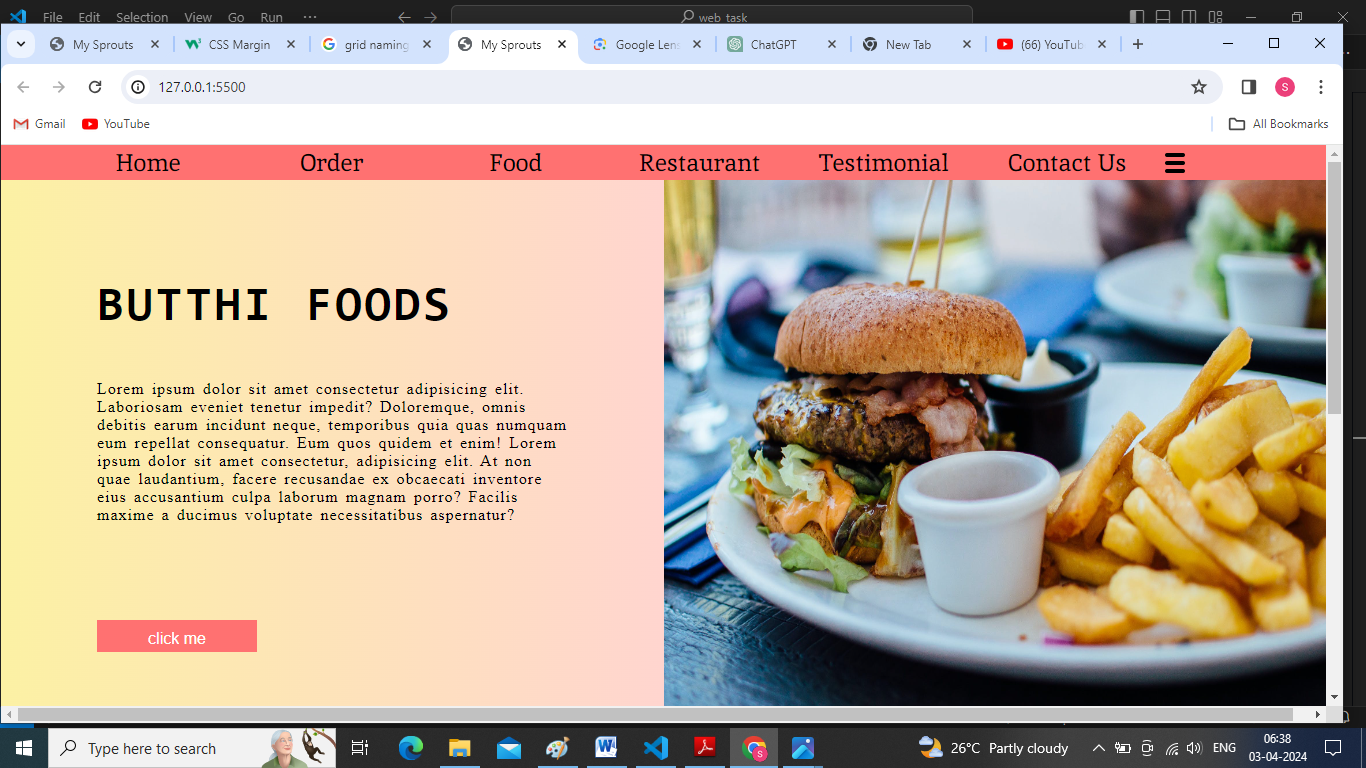 File Edit Selection View Go Run ··· web task
My Sprouts CSS Margin grid naming My Sprouts Google Lens ChatGPT New Tab (66) YouTub
127.0.0.1:5500 S
Gmail YouTube All Bookmarks
Home Order Food Restaurant Testimonial Contact Us
BUTTHI FOODS
Lorem ipsum dolor sit amet consectetur adipisicing elit.
Laboriosam eveniet tenetur impedit? Doloremque, omnis
debitis earum incidunt neque, temporibus quia quas numquam
eum repellat consequatur. Eum quos quidem et enim! Lorem
ipsum dolor sit amet consectetur, adipisicing elit. At non
quae laudantium, facere recusandae ex obcaecati inventore
eius accusantium culpa laborum magnam porro? Facilis
maxime a ducimus voluptate necessitatibus aspernatur?
click me
Type here to search 26°C Partly cloudy ENG 06:38
03-04-2024